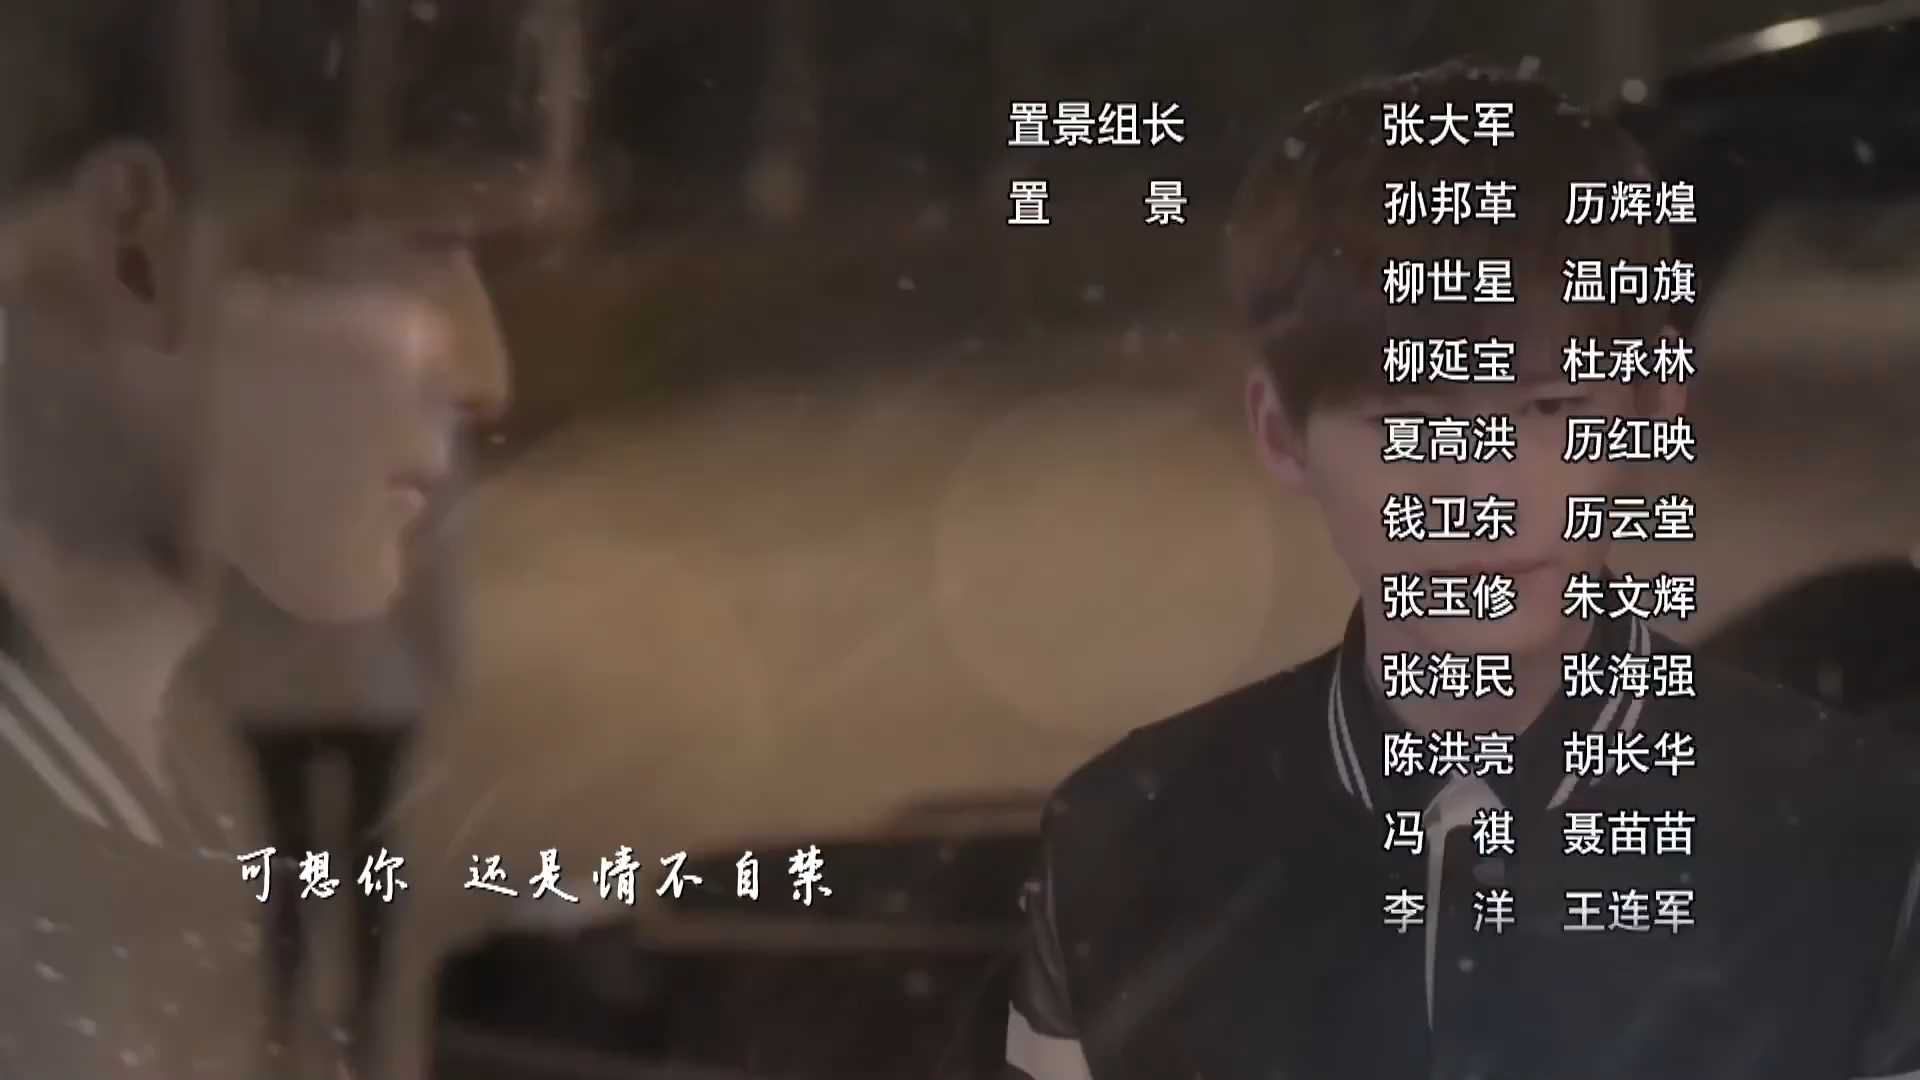 置景组长 张大军
置 景 孙邦革 历辉煌
柳世星 温向旗
柳延宝 杜承林
夏高洪 历红映
钱卫东 历云堂
张玉修 朱文辉
张海民 张海强
陈洪亮 胡长华
冯 祺 聂苗苗
李 洋 王连军
可想你 还是情不自禁